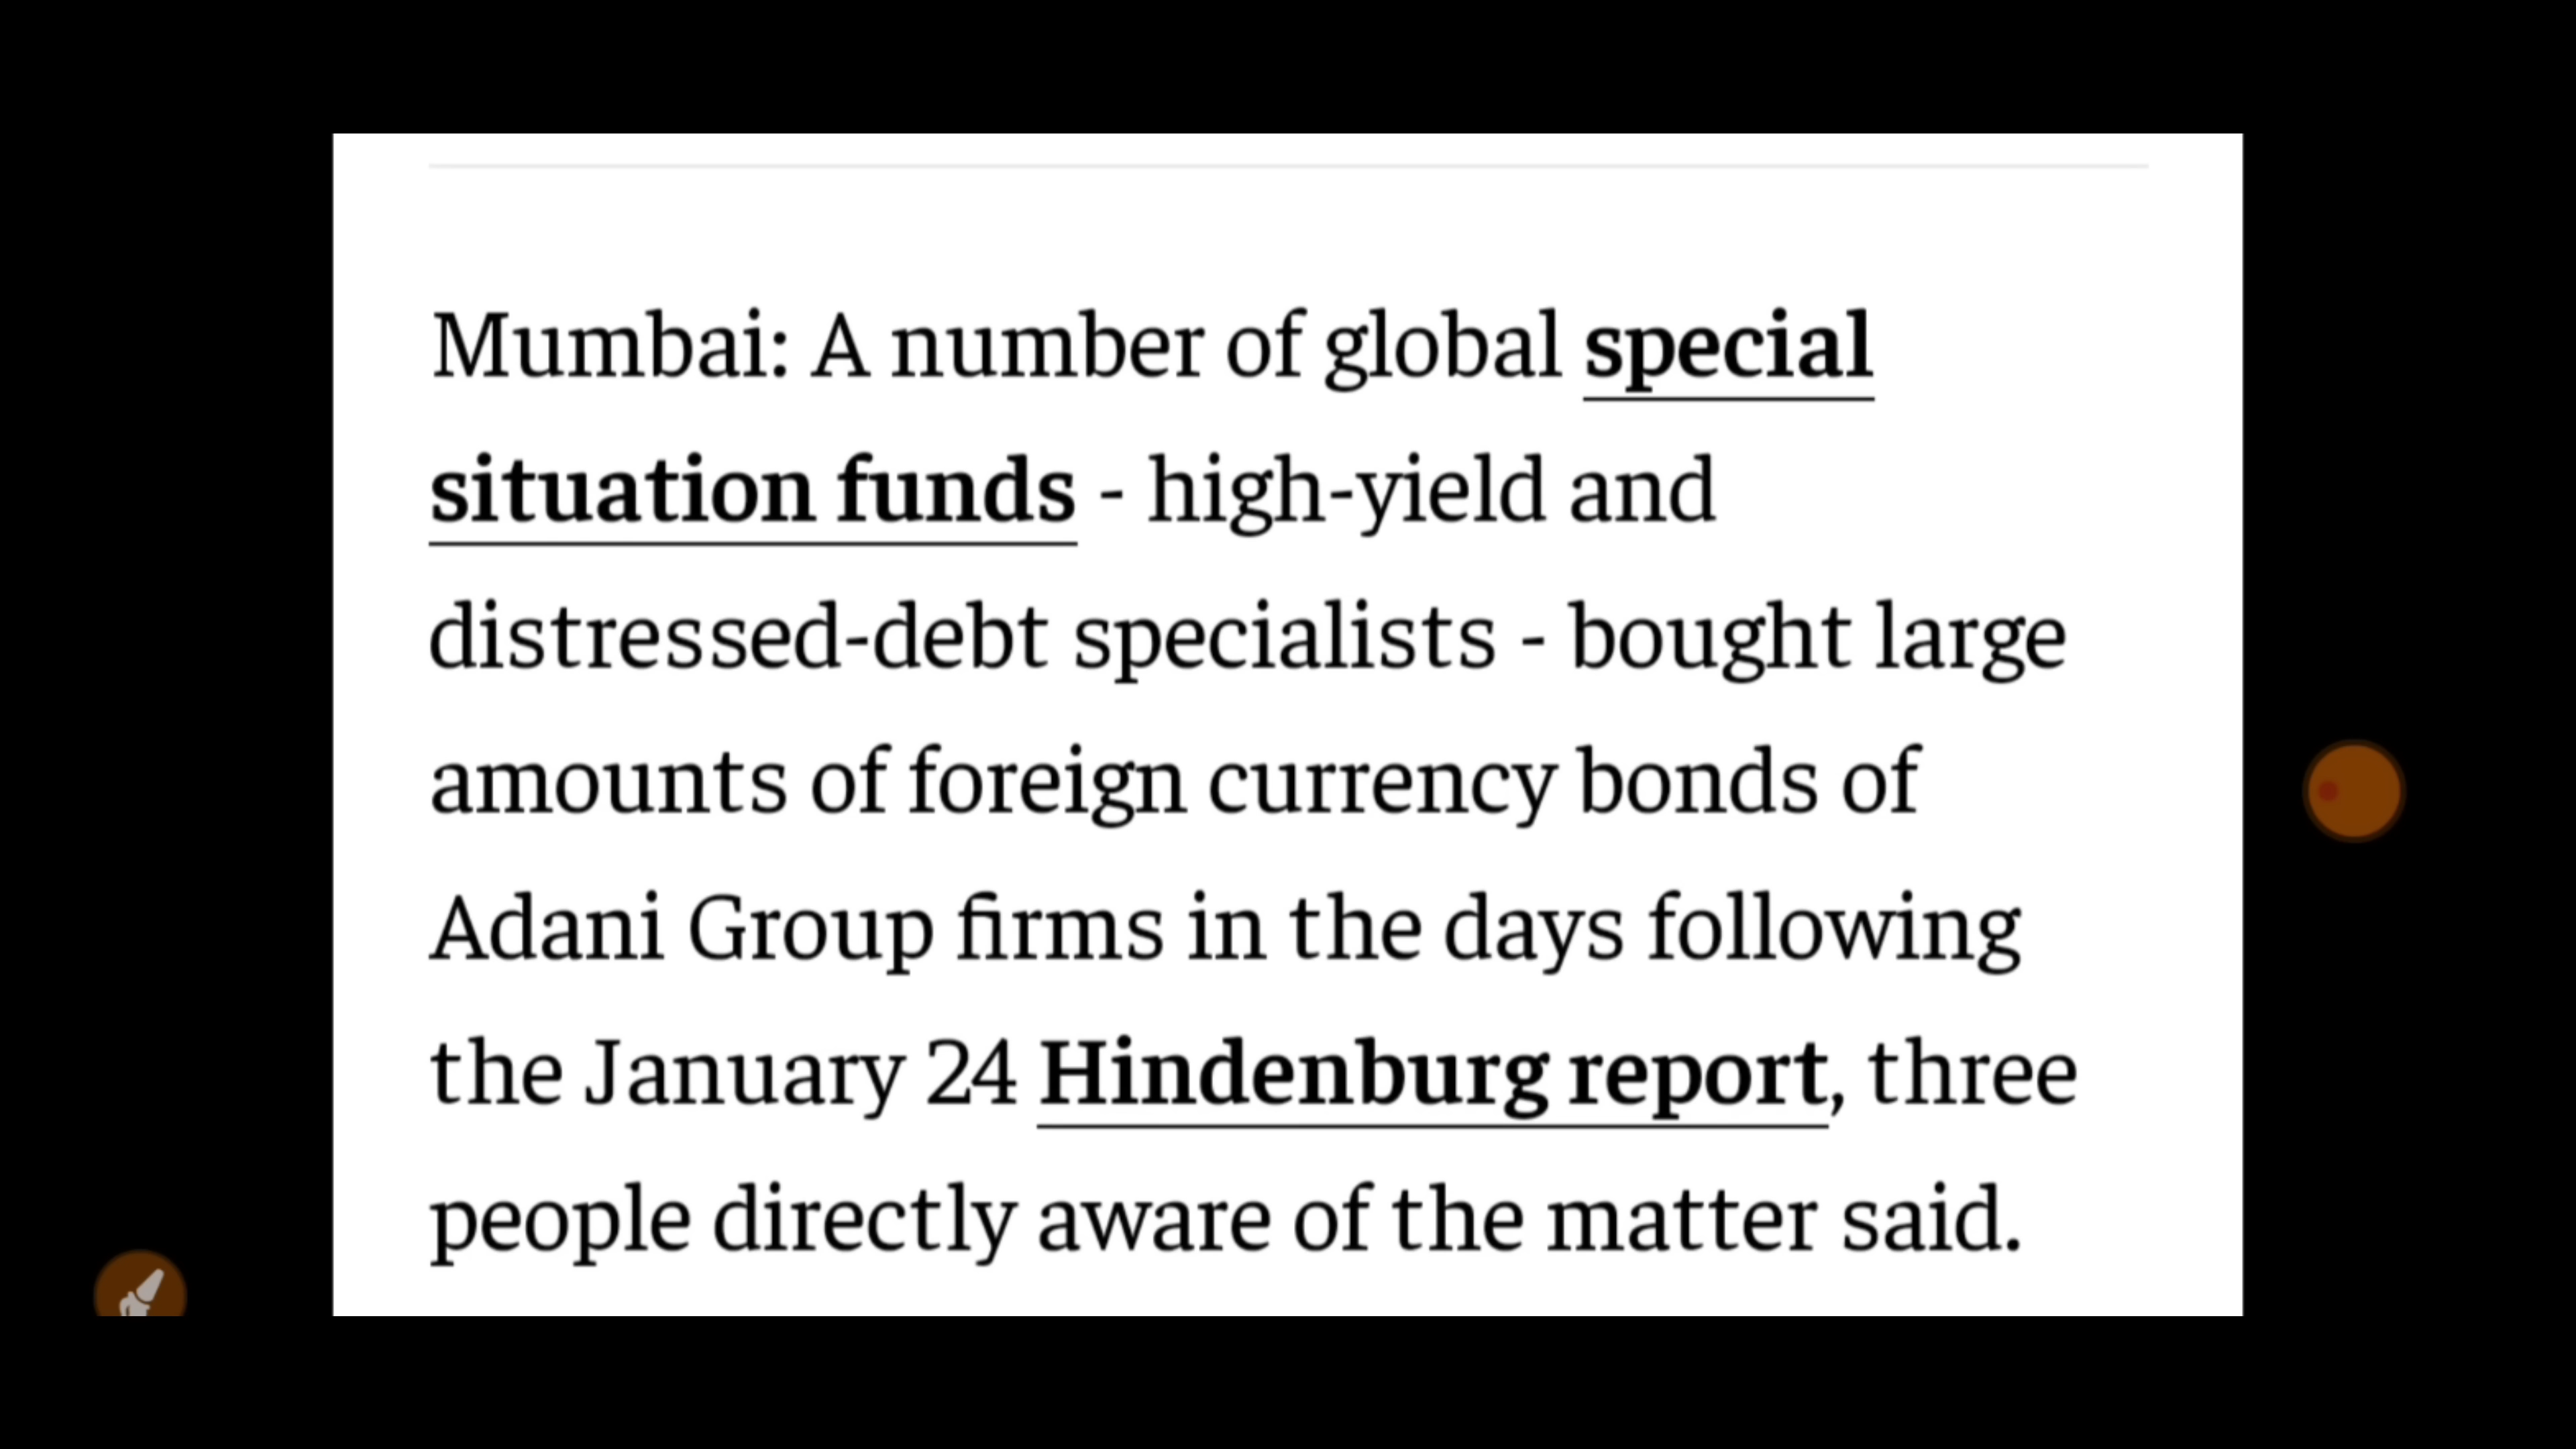 Mumbai: A number of global special
situation funds - high-yield and
distressed-debt specialists - bought large
amounts of foreign currency bonds of
Adani Group firms in the days following
the January 24 Hindenburg report, three
people directly aware of the matter said.